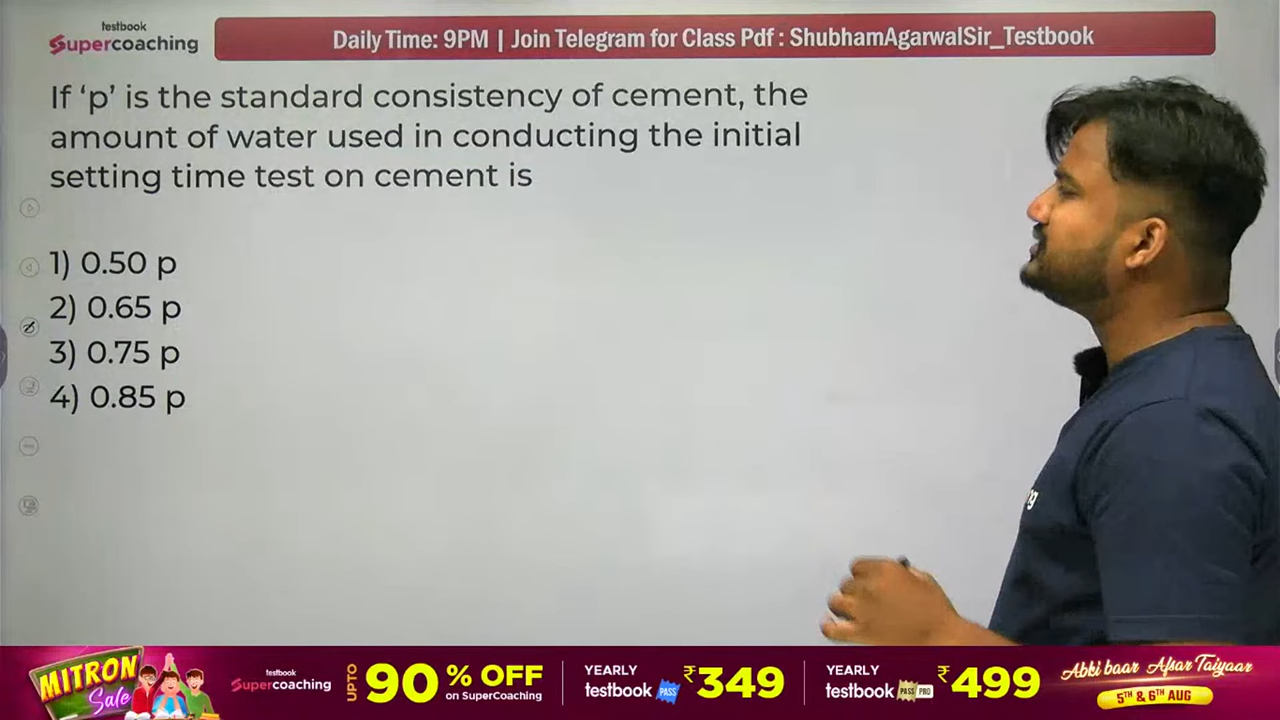 testbook
Supercoaching
Daily Time: 9PM | Join Telegram for Class Pdf : ShubhamAgarwalSir_Testbook
If ‘p’ is the standard consistency of cement, the
amount of water used in conducting the initial
setting time test on cement is
1) 0.50 p
2) 0.65 p
3) 0.75 p
4) 0.85 p
MITRON
Sale
testbook
Supercoaching
UPTO 90 % OFF
on SuperCoaching
YEARLY
testbook PASS
₹349
YEARLY
testbook PASS PRO
₹499
Abki baar Afsar Taiyaar
5TH & 6TH AUG